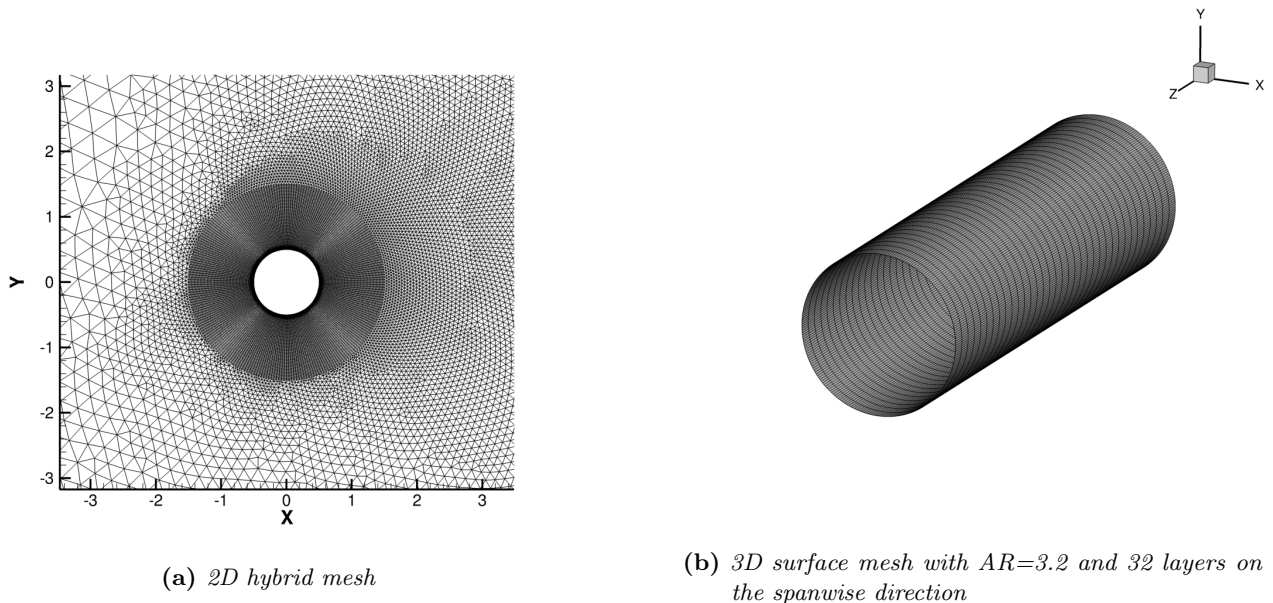 Y
X
Z
3
2
1
0
-1
-2
-3
Y
-3 -2 -1 0 1 2 3
X
(a) 2D hybrid mesh
(b) 3D surface mesh with AR=3.2 and 32 layers on
the spanwise direction